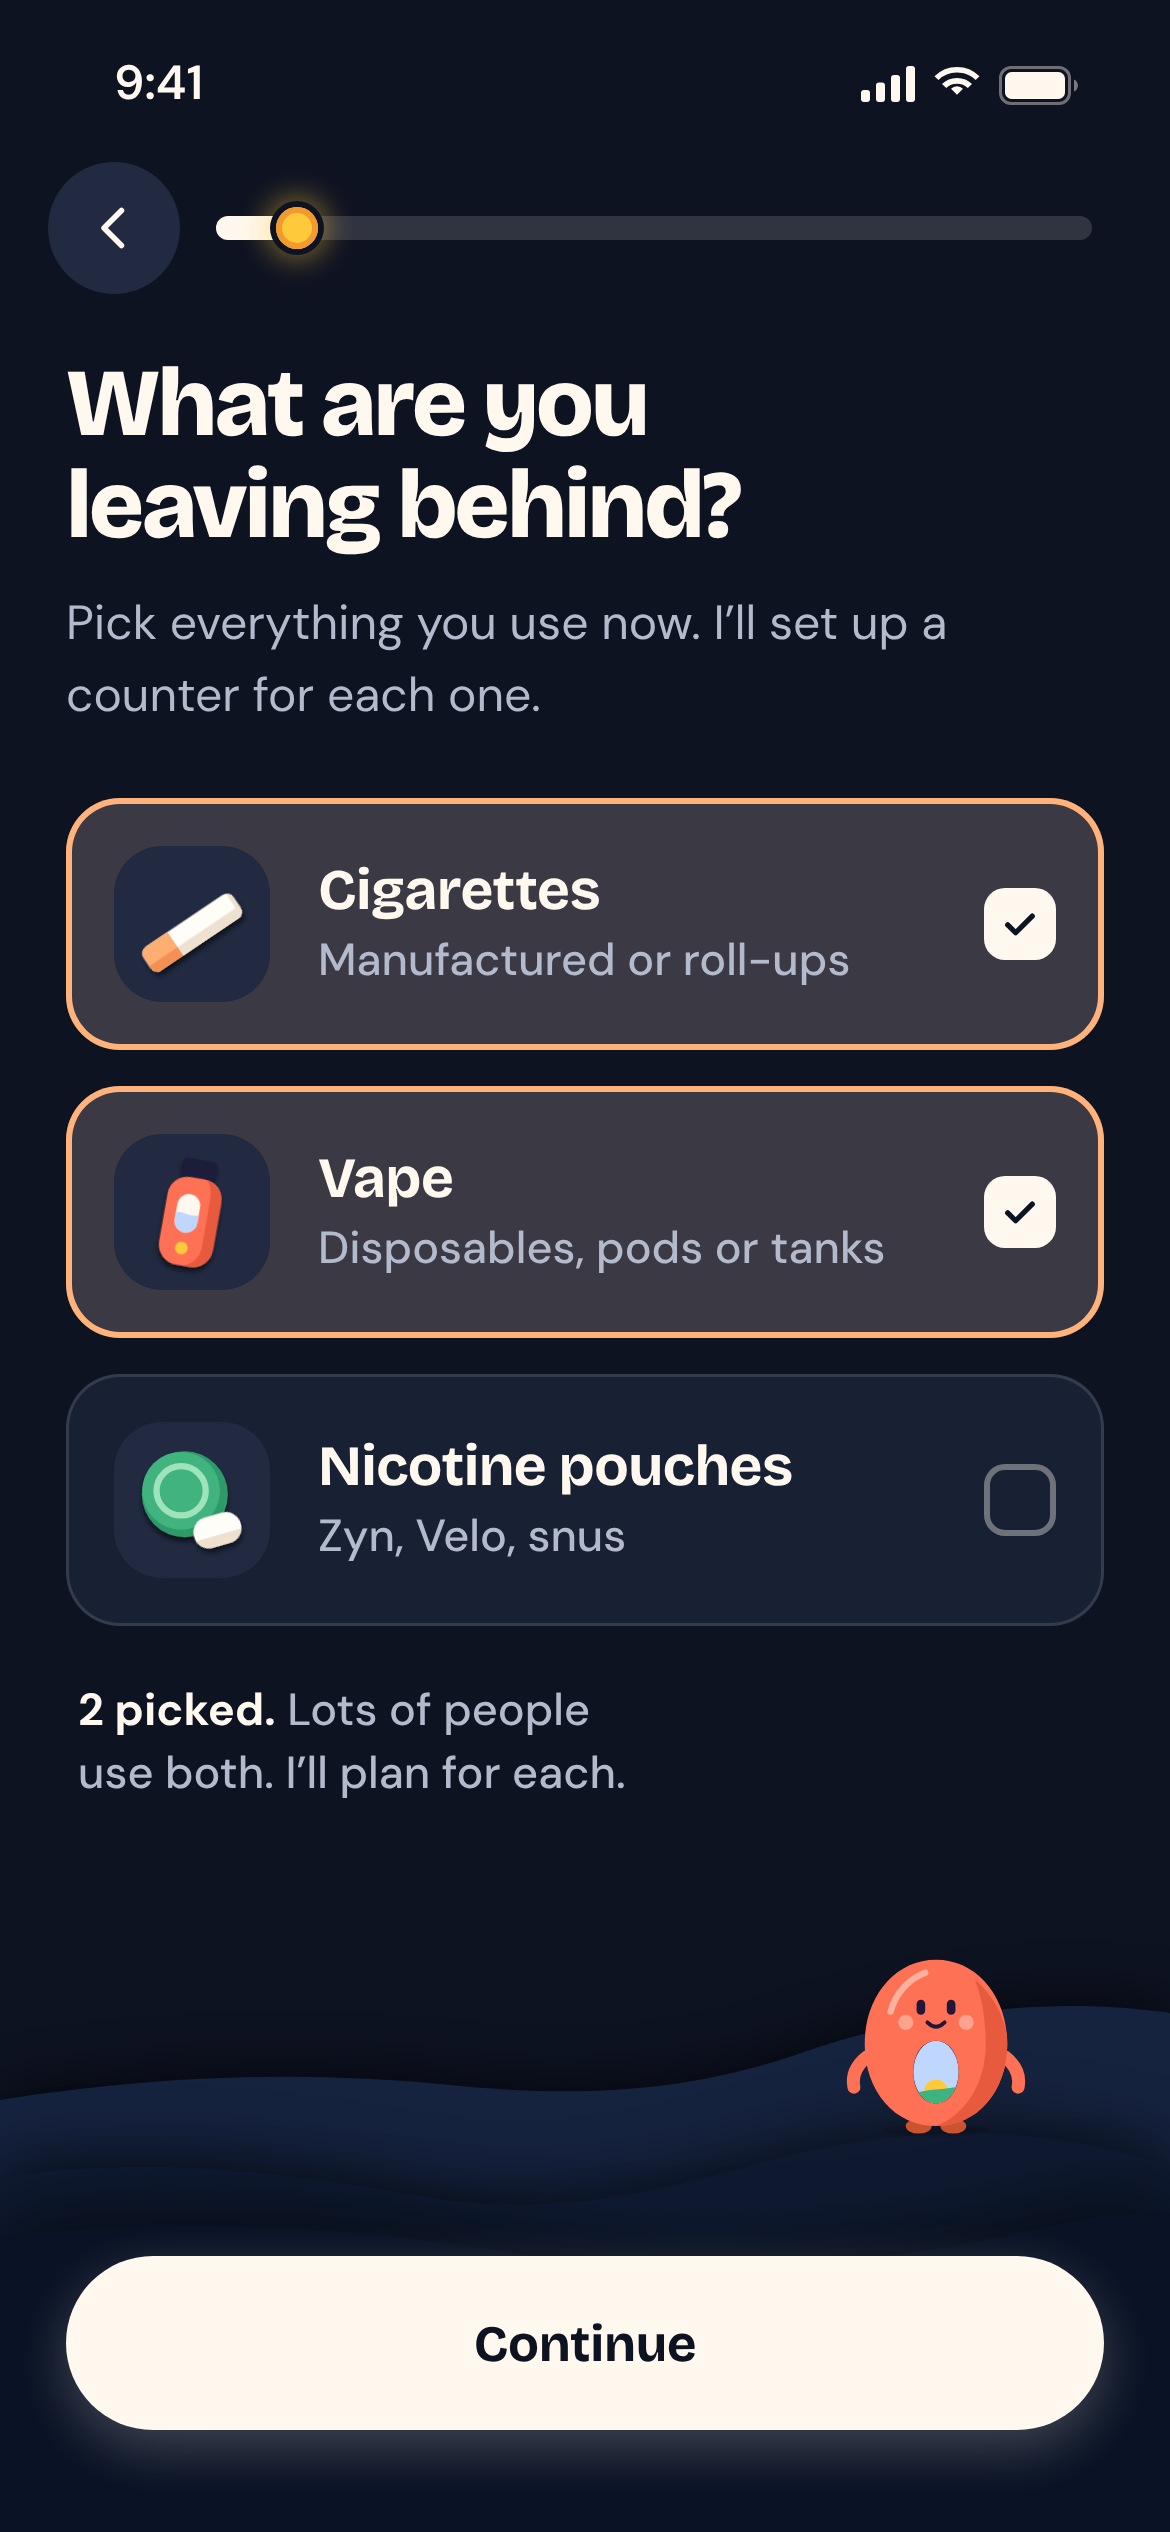 9:41
What are you
leaving behind?
Pick everything you use now. I’ll set up a
counter for each one.
Cigarettes
Manufactured or roll-ups
Vape
Disposables, pods or tanks
Nicotine pouches
Zyn, Velo, snus
2 picked. Lots of people
use both. I’ll plan for each.
Continue